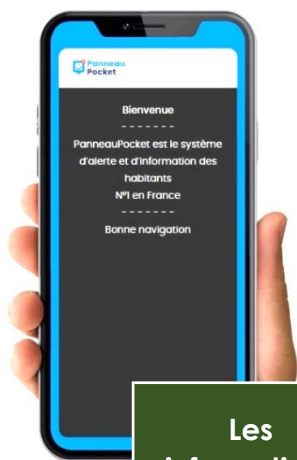 Panneau
Pocket
Bienvenue
-------
PanneauPocket est le système
d'alerte et d'information des
habitants
N°1 en France
-------
Bonne navigation
Les